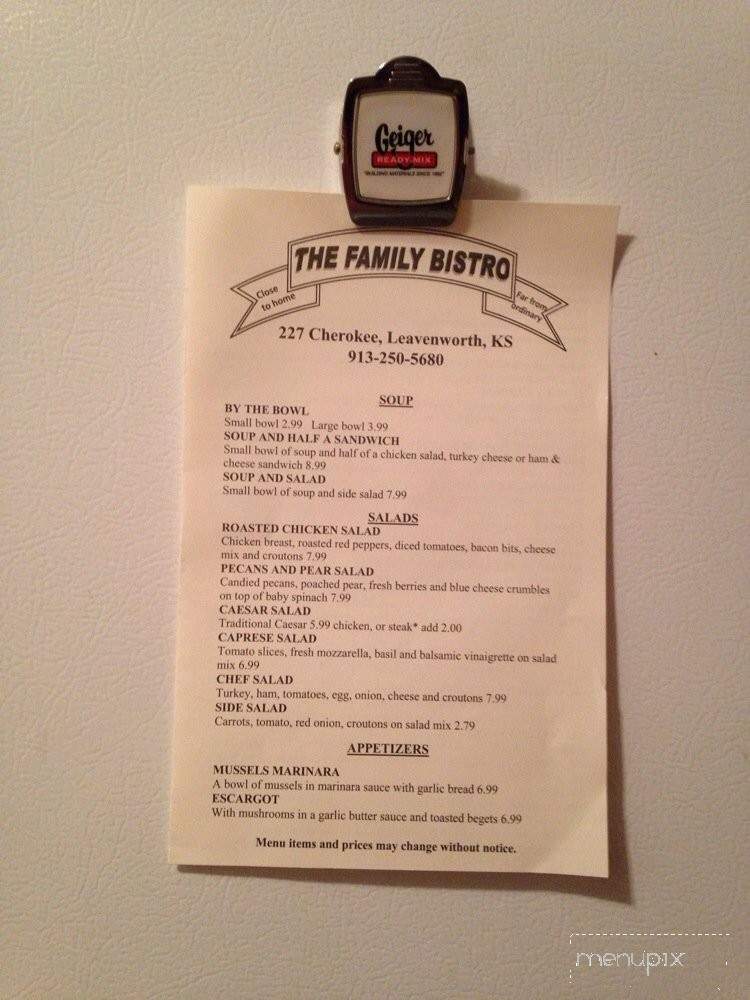 Geiger
READY-MIX
"BUILDING MATERIALS SINCE 1892"
THE FAMILY BISTRO
Close
to home
Far from
ordinary
227 Cherokee, Leavenworth, KS
913-250-5680
SOUP
BY THE BOWL
Small bowl 2.99 Large bowl 3.99
SOUP AND HALF A SANDWICH
Small bowl of soup and half of a chicken salad, turkey cheese or ham &
cheese sandwich 8.99
SOUP AND SALAD
Small bowl of soup and side salad 7.99
SALADS
ROASTED CHICKEN SALAD
Chicken breast, roasted red peppers, diced tomatoes, bacon bits, cheese
mix and croutons 7.99
PECANS AND PEAR SALAD
Candied pecans, poached pear, fresh berries and blue cheese crumbles
on top of baby spinach 7.99
CAESAR SALAD
Traditional Caesar 5.99 chicken, or steak* add 2.00
CAPRESE SALAD
Tomato slices, fresh mozzarella, basil and balsamic vinaigrette on salad
mix 6.99
CHEF SALAD
Turkey, ham, tomatoes, egg, onion, cheese and croutons 7.99
SIDE SALAD
Carrots, tomato, red onion, croutons on salad mix 2.79
APPETIZERS
MUSSELS MARINARA
A bowl of mussels in marinara sauce with garlic bread 6.99
ESCARGOT
With mushrooms in a garlic butter sauce and toasted begets 6.99
Menu items and prices may change without notice.
menupix